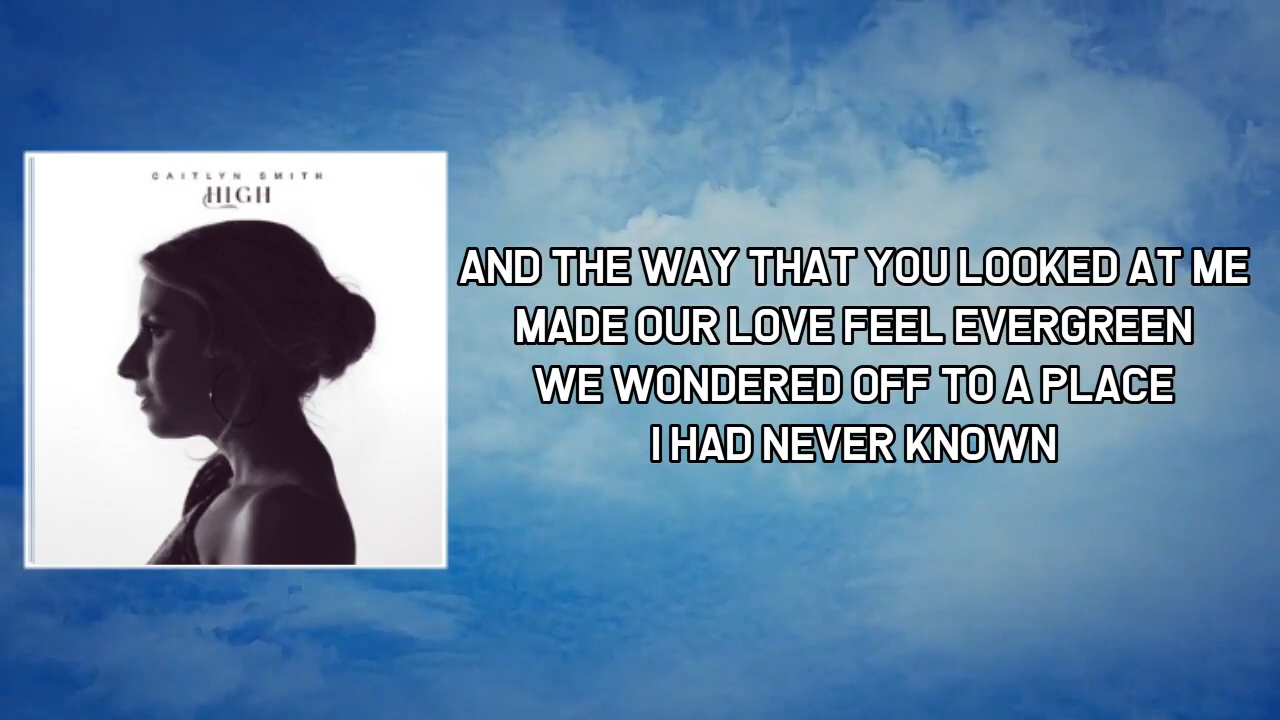 CAITLYN SMITH
HIGH
AND THE WAY THAT YOU LOOKED AT ME
MADE OUR LOVE FEEL EVERGREEN
WE WONDERED OFF TO A PLACE
I HAD NEVER KNOWN